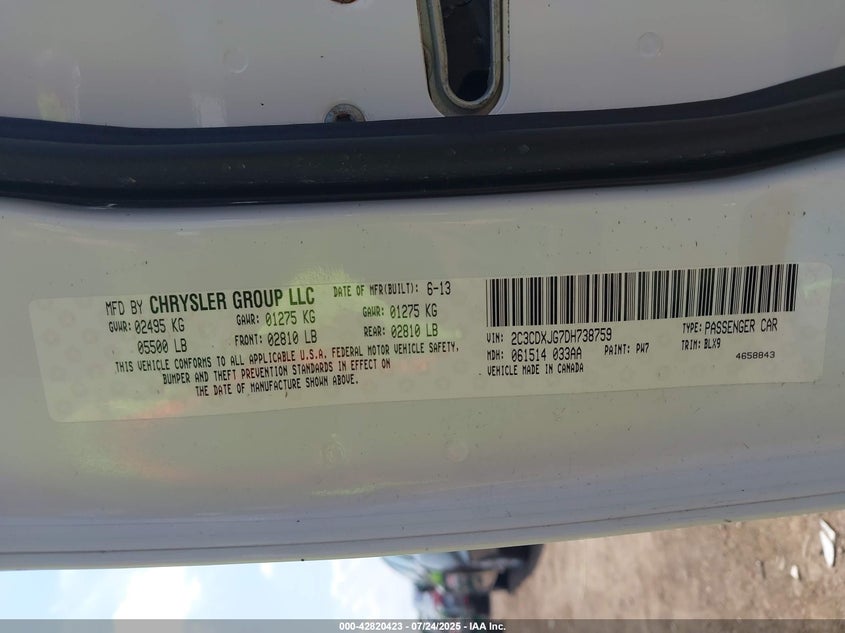 MFD BY CHRYSLER GROUP LLC DATE OF MFR(BUILT): 6-13
GVWR: 02495 KG GAWR: 01275 KG GAWR: 01275 KG
05500 LB FRONT: 02810 LB REAR: 02810 LB
THIS VEHICLE CONFORMS TO ALL APPLICABLE U.S.A. FEDERAL MOTOR VEHICLE SAFETY,
BUMPER AND THEFT PREVENTION STANDARDS IN EFFECT ON
THE DATE OF MANUFACTURE SHOWN ABOVE.
VIN: 2C3CDXJG7DH738759 TYPE: PASSENGER CAR
MDH: 061514 033AA PAINT: PW7 TRIM: BLX9
VEHICLE MADE IN CANADA 4658843
000-42820423 - 07/24/2025 - IAA Inc.